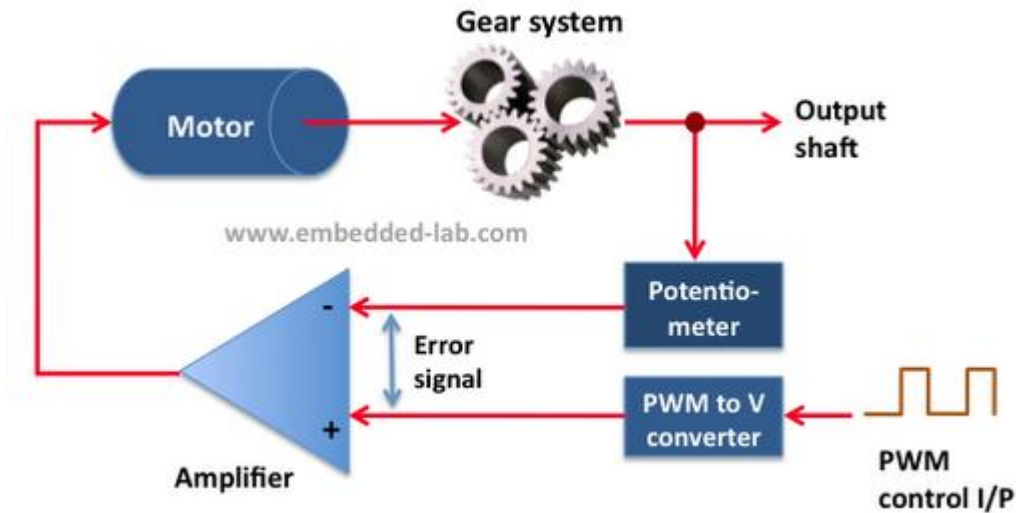 Gear system
Motor
Output
shaft
www.embedded-lab.com
Potentio-
meter
-
Error
signal
PWM to V
converter
+
Amplifier
PWM
control I/P